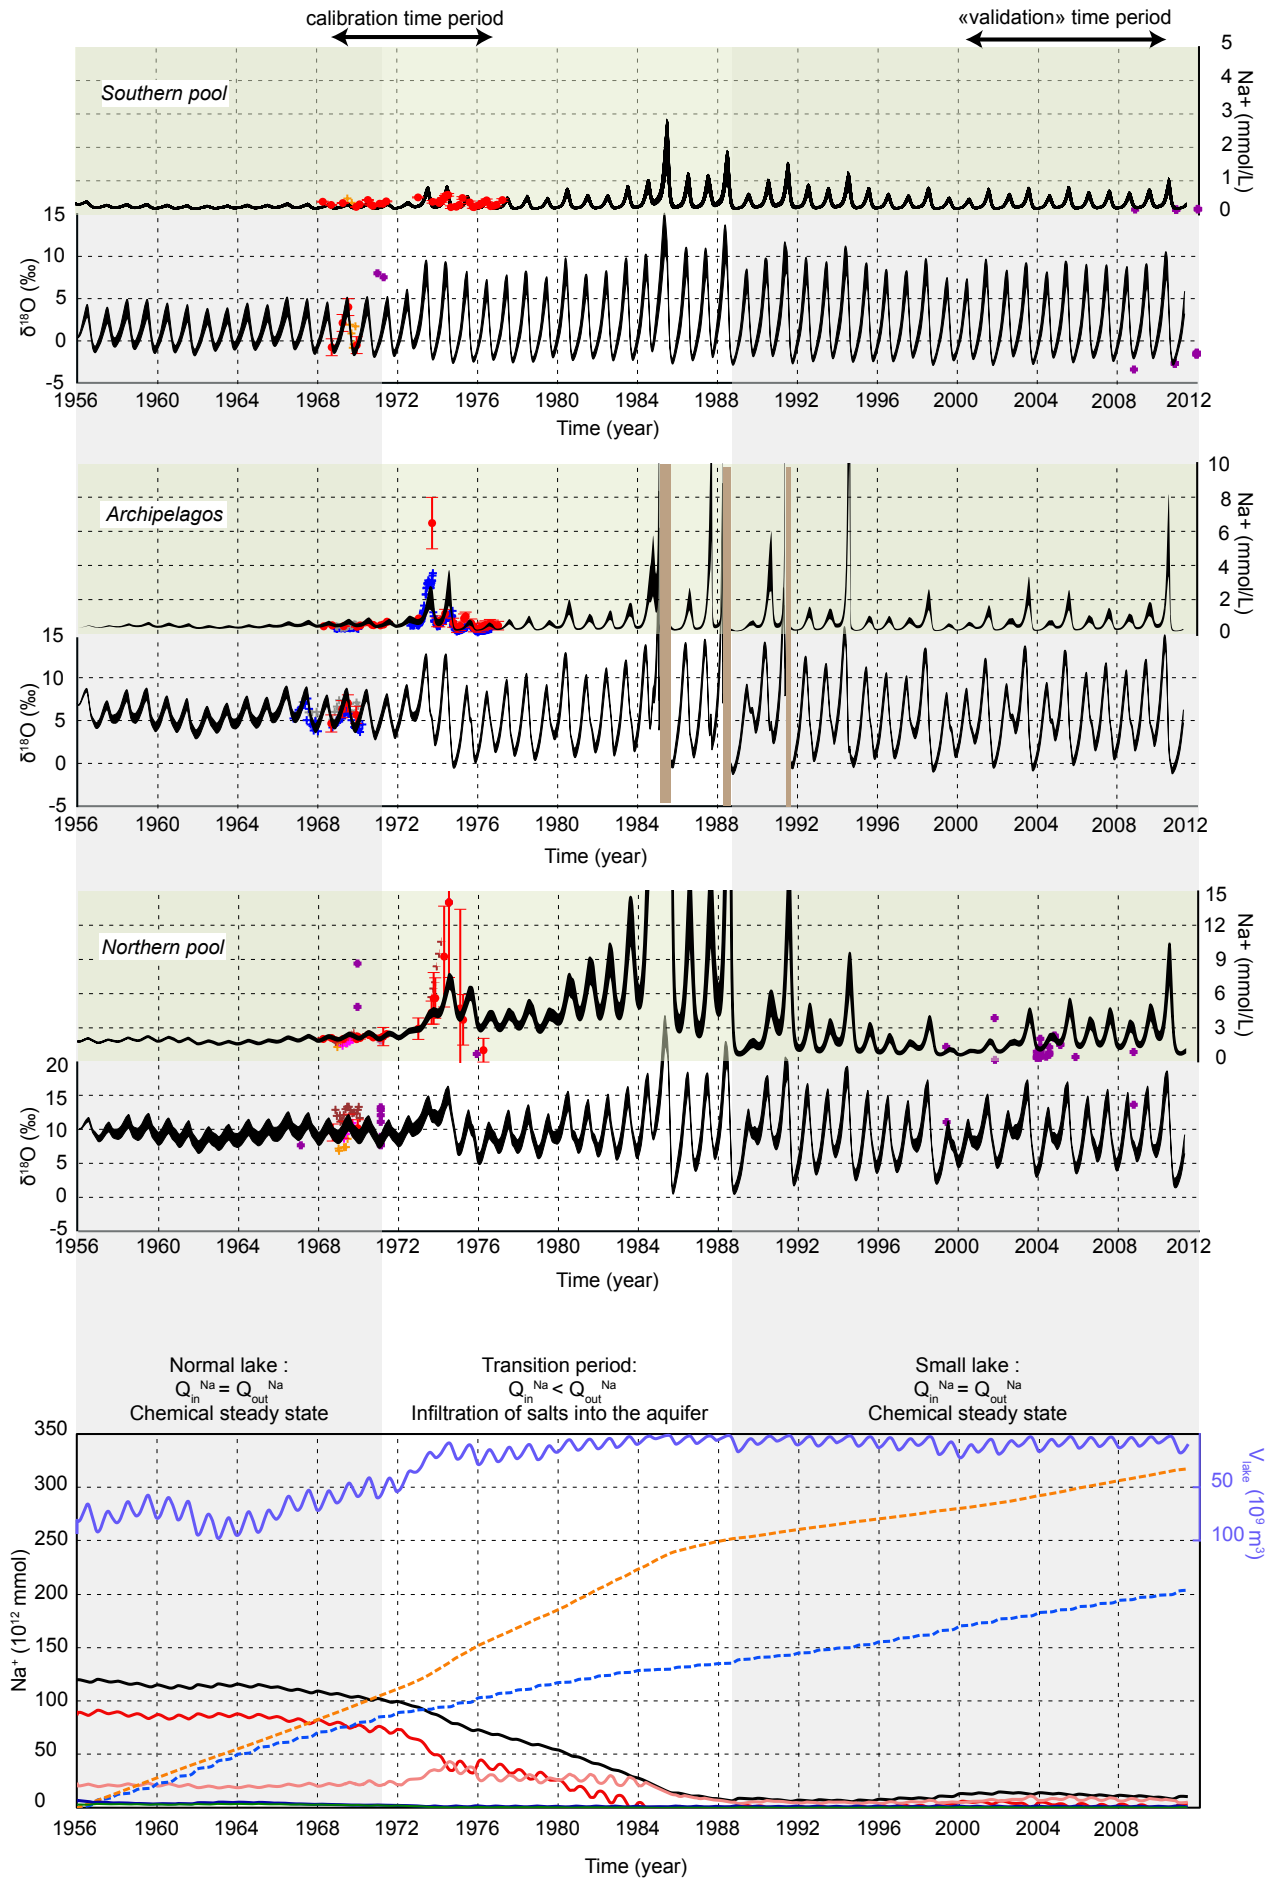 calibration time period
«validation» time period
Southern pool
5
4
3
2
1
0
Na+ (mmol/L)
15
10
5
0
-5
δ¹⁸O (‰)
1956 1960 1964 1968 1972 1976 1980 1984 1988 1992 1996 2000 2004 2008 2012
Time (year)
Archipelagos
10
8
6
4
2
0
Na+ (mmol/L)
15
10
5
0
-5
δ¹⁸O (‰)
1956 1960 1964 1968 1972 1976 1980 1984 1988 1992 1996 2000 2004 2008 2012
Time (year)
Northern pool
15
12
9
6
3
0
Na+ (mmol/L)
20
15
10
5
0
-5
δ¹⁸O (‰)
1956 1960 1964 1968 1972 1976 1980 1984 1988 1992 1996 2000 2004 2008 2012
Time (year)
Normal lake :
Q_in^Na = Q_out^Na
Chemical steady state
Transition period:
Q_in^Na < Q_out^Na
Infiltration of salts into the aquifer
Small lake :
Q_in^Na = Q_out^Na
Chemical steady state
350
300
250
200
150
100
50
0
Na⁺ (10¹² mmol)
50
100
V_lake (10⁹ m³)
1956 1960 1964 1968 1972 1976 1980 1984 1988 1992 1996 2000 2004 2008
Time (year)